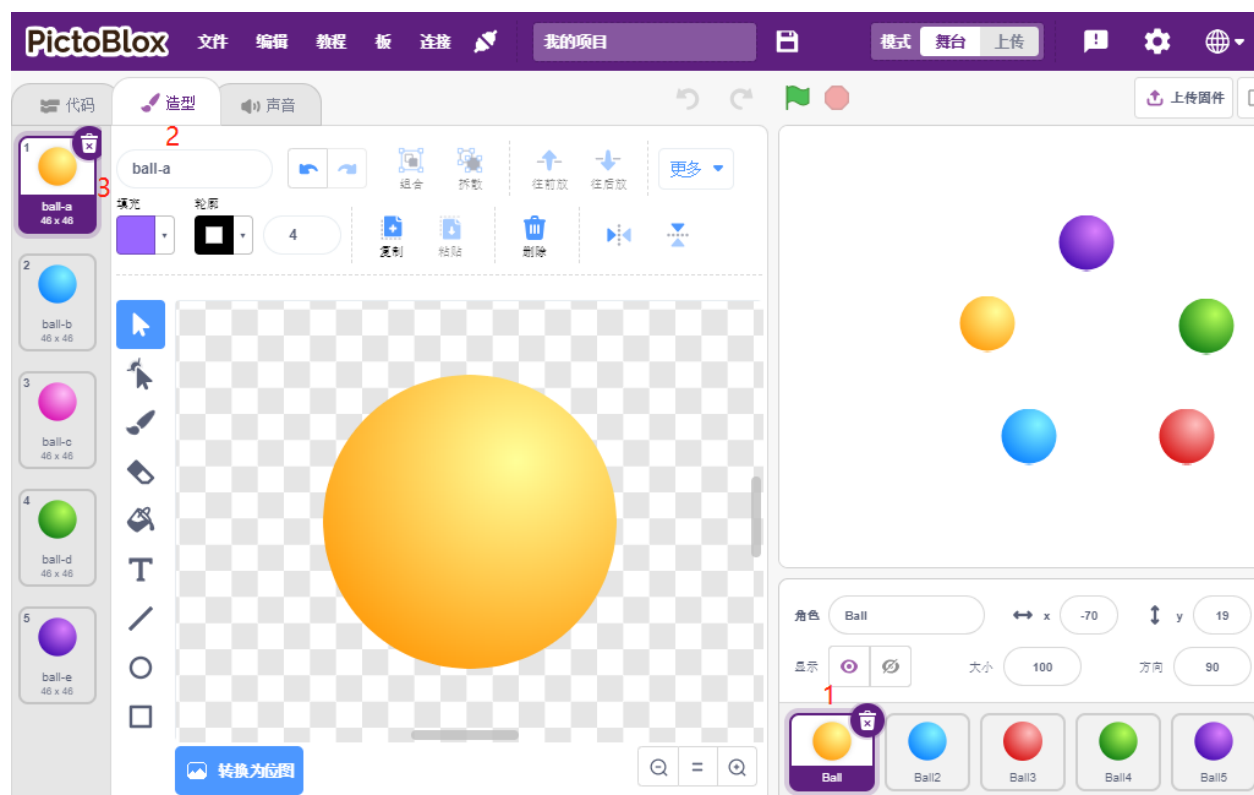 PictoBlox 文件 编辑 教程 板 连接 我的项目 模式 舞台 上传
代码 造型 声音 上传固件
2
1
ball-a
46 x 46
3
2
ball-b
46 x 46
3
ball-c
46 x 46
4
ball-d
46 x 46
5
ball-e
46 x 46
ball-a 组合 拆散 往前放 往后放 更多
填充 轮廓 4 复制 粘贴 删除
T
转换为位图
角色 Ball x -70 y 19
显示 大小 100 方向 90
1
Ball Ball2 Ball3 Ball4 Ball5